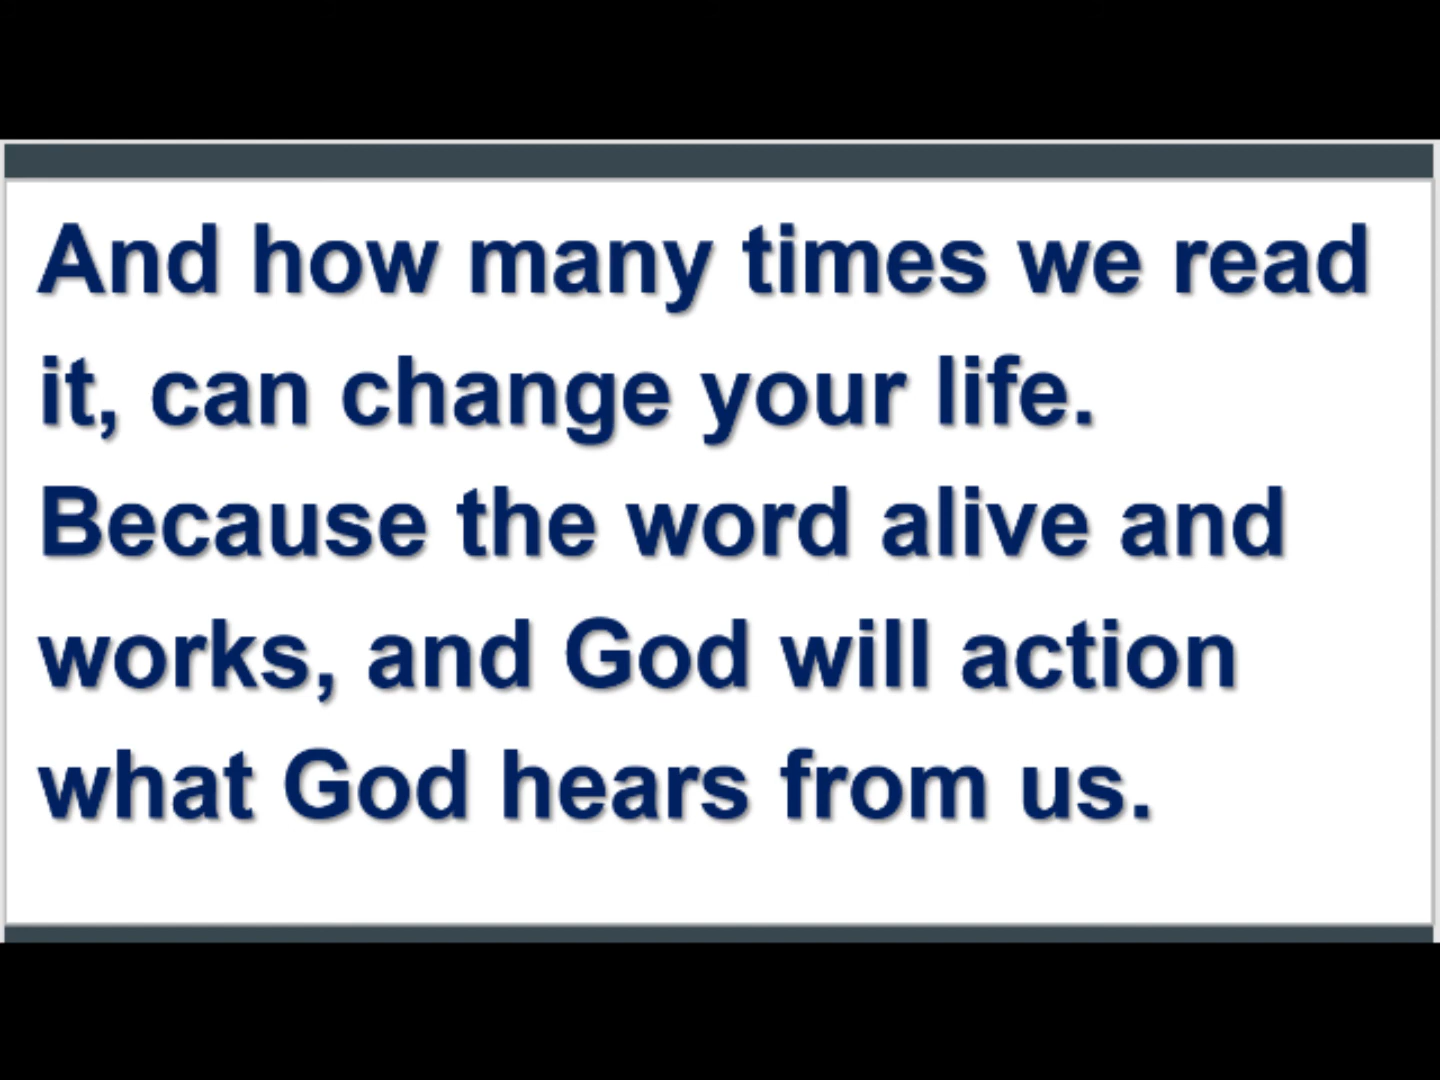 And how many times we read
it, can change your life.
Because the word alive and
works, and God will action
what God hears from us.